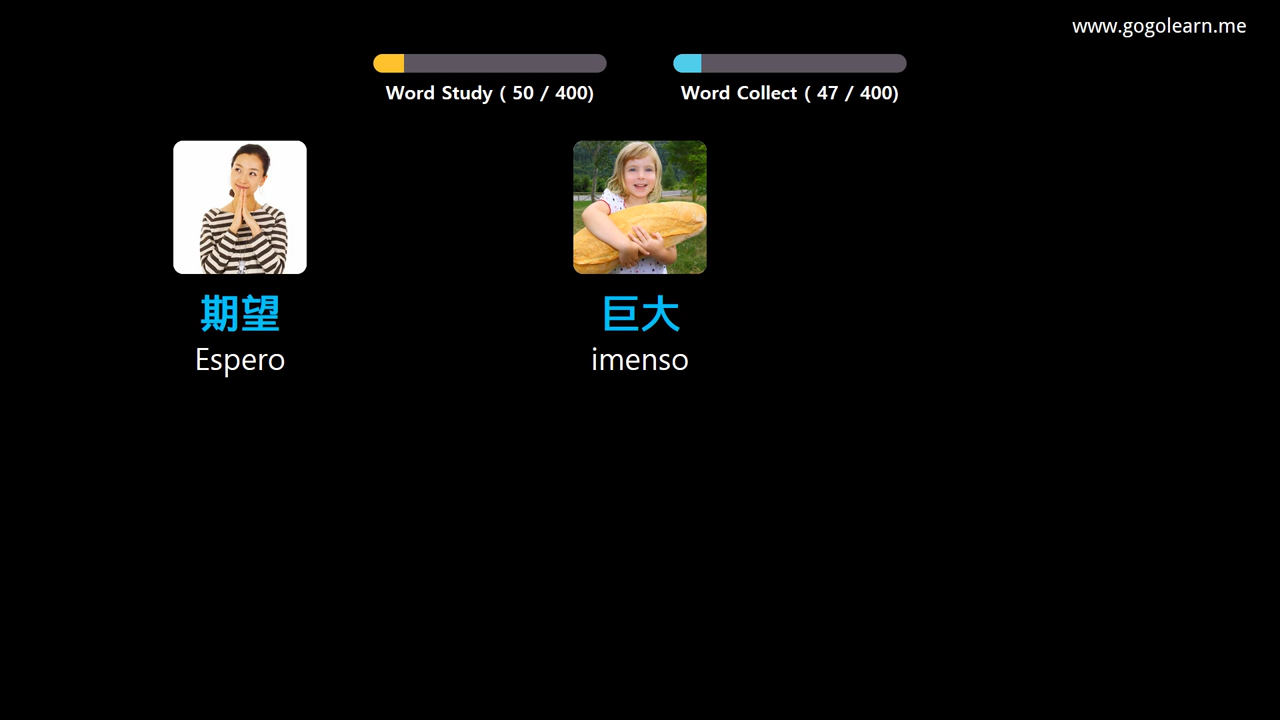 www.gogolearn.me
Word Study ( 50 / 400)
Word Collect ( 47 / 400)
期望
Espero
巨大
imenso